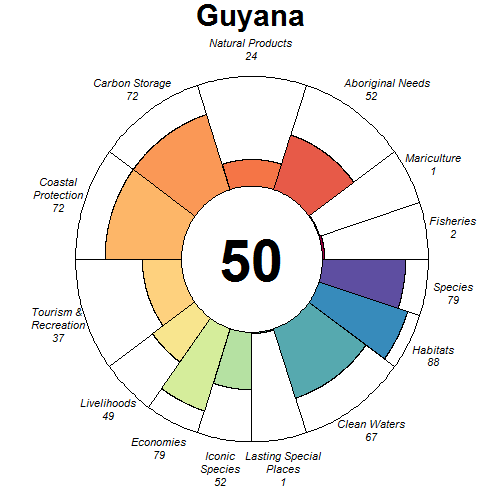 Guyana
Natural Products
24
Carbon Storage
72
Aboriginal Needs
52
Mariculture
1
Coastal
Protection
72
Fisheries
2
50
Species
79
Tourism &
Recreation
37
Habitats
88
Livelihoods
49
Clean Waters
67
Economies
79
Iconic
Species
52
Lasting Special
Places
1